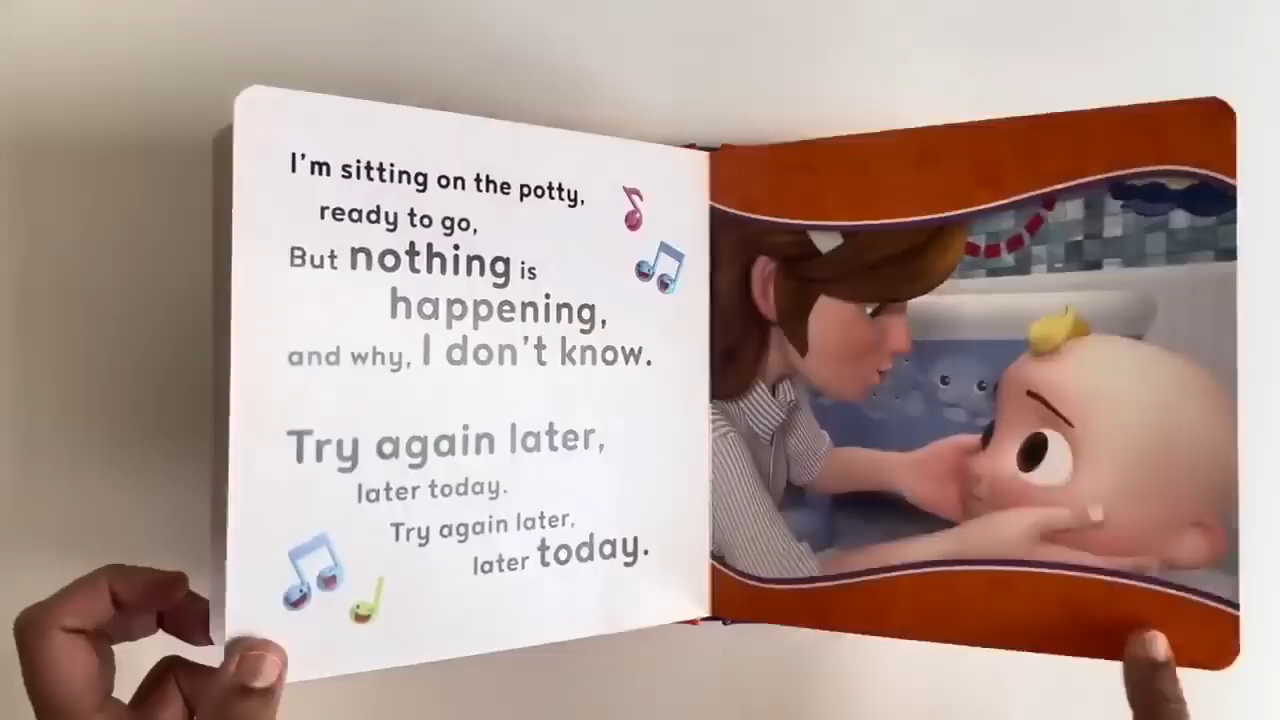 I'm sitting on the potty,
ready to go,
But nothing is
happening,
and why, I don't know.
Try again later,
later today.
Try again later,
later today.